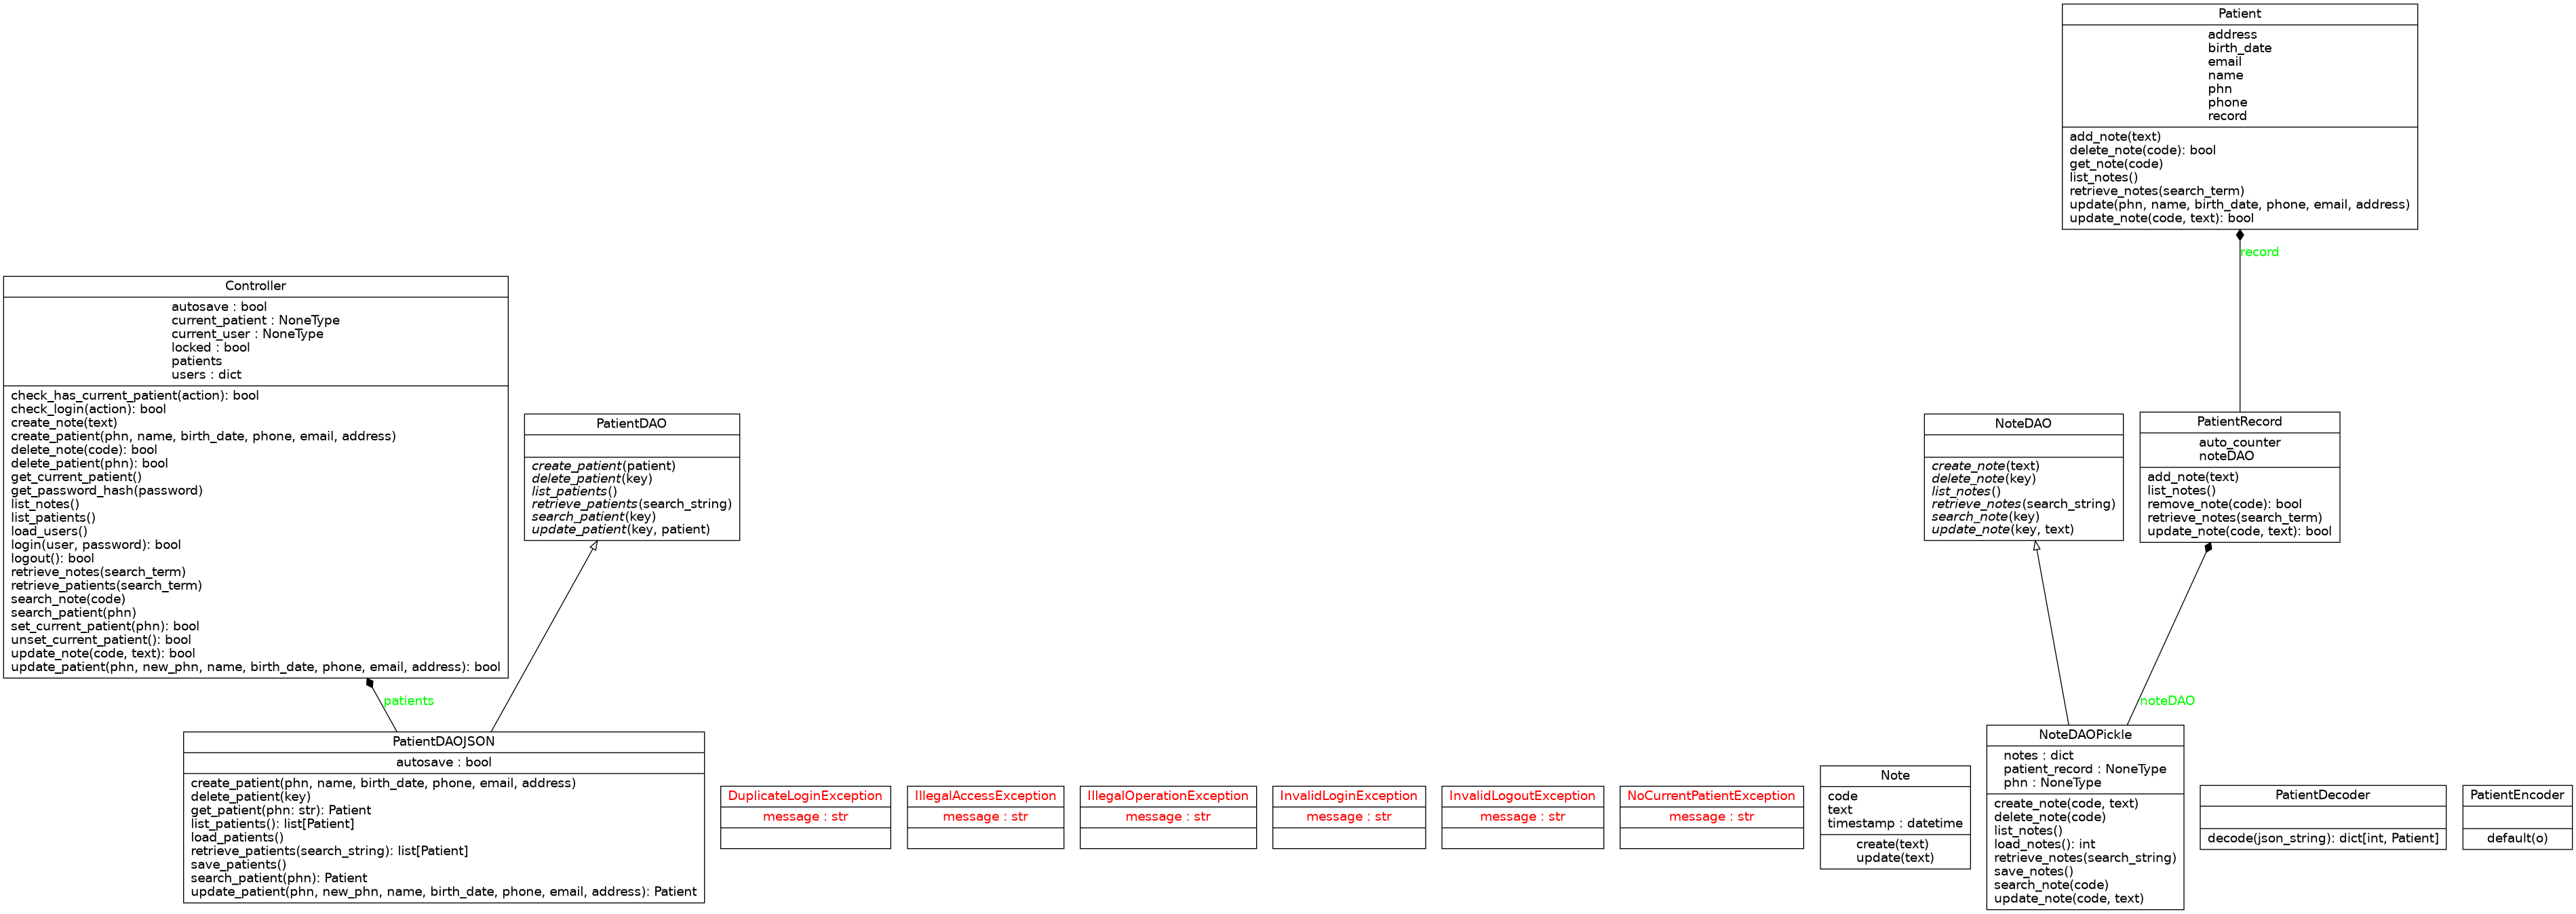 Patient
address
birth_date
email
name
phn
phone
record
add_note(text)
delete_note(code): bool
get_note(code)
list_notes()
retrieve_notes(search_term)
update(phn, name, birth_date, phone, email, address)
update_note(code, text): bool
record
Controller
autosave : bool
current_patient : NoneType
current_user : NoneType
locked : bool
patients
users : dict
check_has_current_patient(action): bool
check_login(action): bool
create_note(text)
create_patient(phn, name, birth_date, phone, email, address)
delete_note(code): bool
delete_patient(phn): bool
get_current_patient()
get_password_hash(password)
list_notes()
list_patients()
load_users()
login(user, password): bool
logout(): bool
retrieve_notes(search_term)
retrieve_patients(search_term)
search_note(code)
search_patient(phn)
set_current_patient(phn): bool
unset_current_patient(): bool
update_note(code, text): bool
update_patient(phn, new_phn, name, birth_date, phone, email, address): bool
PatientDAO
create_patient(patient)
delete_patient(key)
list_patients()
retrieve_patients(search_string)
search_patient(key)
update_patient(key, patient)
NoteDAO
create_note(text)
delete_note(key)
list_notes()
retrieve_notes(search_string)
search_note(key)
update_note(key, text)
PatientRecord
auto_counter
noteDAO
add_note(text)
list_notes()
remove_note(code): bool
retrieve_notes(search_term)
update_note(code, text): bool
patients
noteDAO
PatientDAOJSON
autosave : bool
create_patient(phn, name, birth_date, phone, email, address)
delete_patient(key)
get_patient(phn: str): Patient
list_patients(): list[Patient]
load_patients()
retrieve_patients(search_string): list[Patient]
save_patients()
search_patient(phn): Patient
update_patient(phn, new_phn, name, birth_date, phone, email, address): Patient
DuplicateLoginException
message : str
IllegalAccessException
message : str
IllegalOperationException
message : str
InvalidLoginException
message : str
InvalidLogoutException
message : str
NoCurrentPatientException
message : str
Note
code
text
timestamp : datetime
create(text)
update(text)
NoteDAOPickle
notes : dict
patient_record : NoneType
phn : NoneType
create_note(code, text)
delete_note(code)
list_notes()
load_notes(): int
retrieve_notes(search_string)
save_notes()
search_note(code)
update_note(code, text)
PatientDecoder
decode(json_string): dict[int, Patient]
PatientEncoder
default(o)